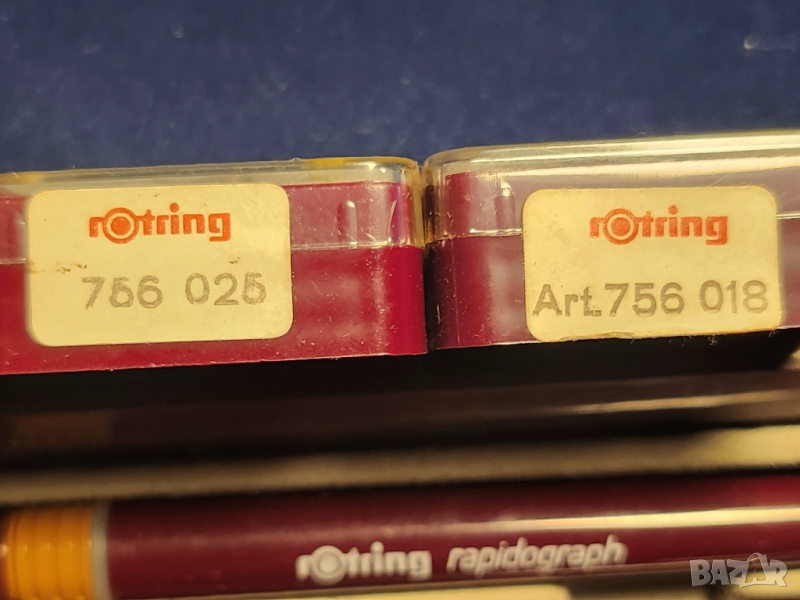 rotring
756 025
rotring
Art.756 018
rotring rapidograph
BAZAR